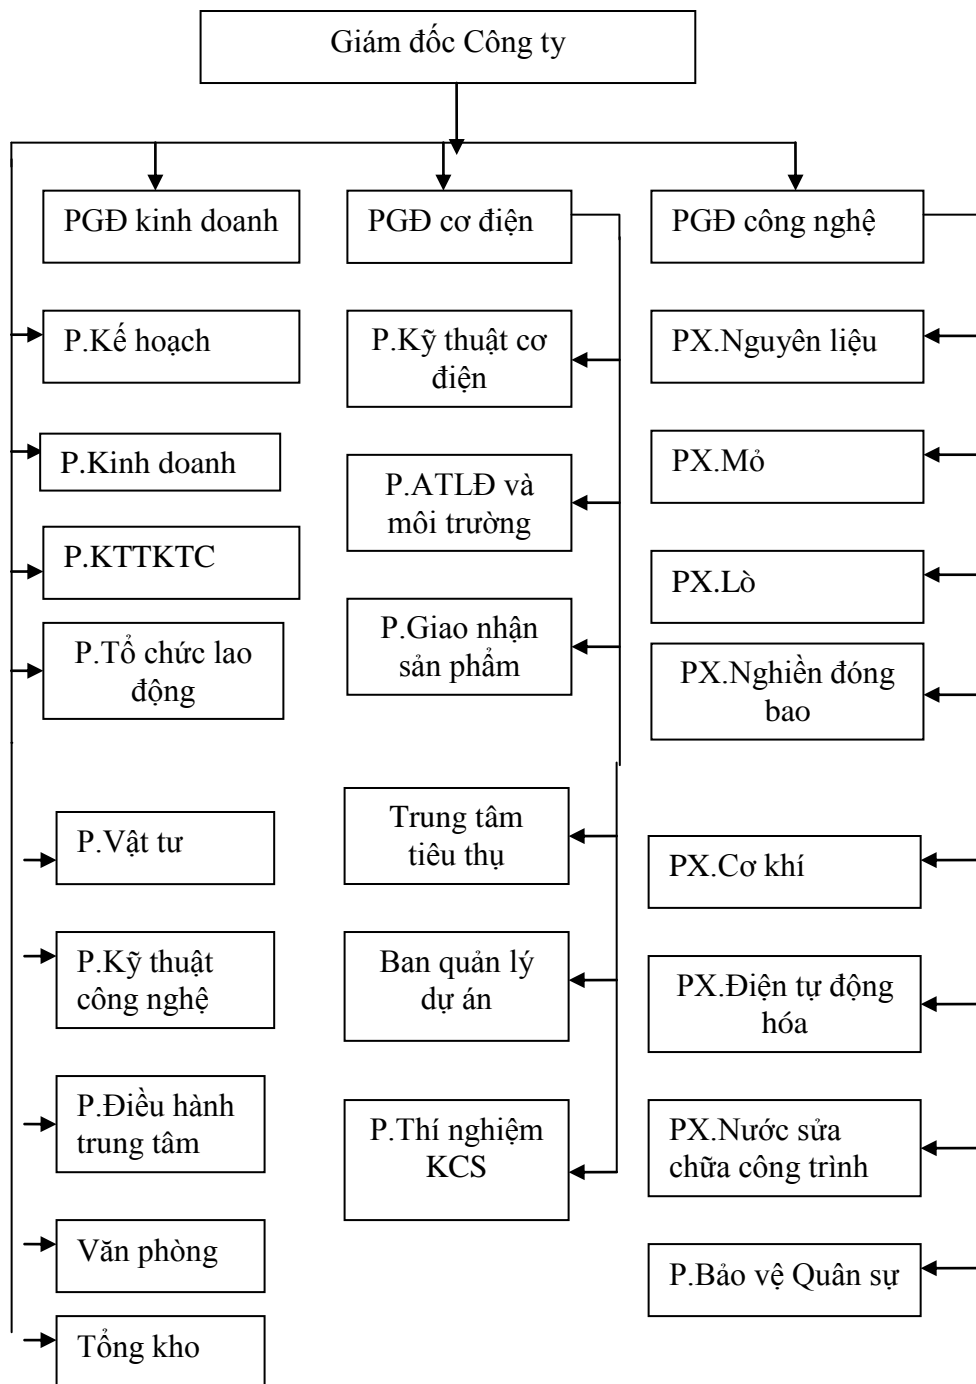 Giám đốc Công ty
PGĐ kinh doanh
PGĐ cơ điện
PGĐ công nghệ
P.Kế hoạch
P.Kinh doanh
P.KTTKTC
P.Tổ chức lao
động
P.Vật tư
P.Kỹ thuật
công nghệ
P.Điều hành
trung tâm
Văn phòng
Tổng kho
P.Kỹ thuật cơ
điện
P.ATLĐ và
môi trường
P.Giao nhận
sản phẩm
Trung tâm
tiêu thụ
Ban quản lý
dự án
P.Thí nghiệm
KCS
PX.Nguyên liệu
PX.Mỏ
PX.Lò
PX.Nghiền đóng
bao
PX.Cơ khí
PX.Điện tự động
hóa
PX.Nước sửa
chữa công trình
P.Bảo vệ Quân sự